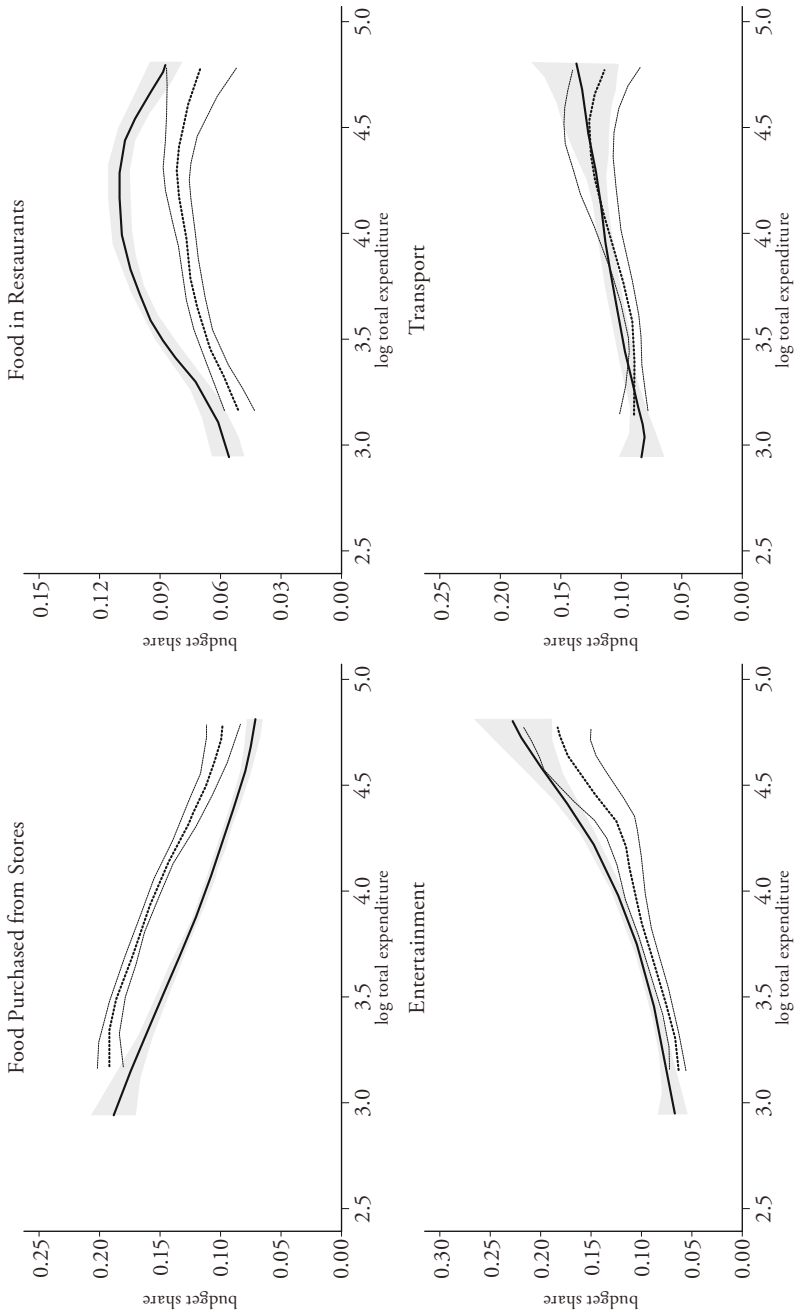 Food Purchased from Stores
budget share
0.25
0.20
0.15
0.10
0.05
0.00
2.5 3.0 3.5 4.0 4.5 5.0
log total expenditure
Food in Restaurants
budget share
0.15
0.12
0.09
0.06
0.03
0.00
2.5 3.0 3.5 4.0 4.5 5.0
log total expenditure
Entertainment
budget share
0.30
0.25
0.20
0.15
0.10
0.05
0.00
2.5 3.0 3.5 4.0 4.5 5.0
log total expenditure
Transport
budget share
0.25
0.20
0.15
0.10
0.05
0.00
2.5 3.0 3.5 4.0 4.5 5.0
log total expenditure